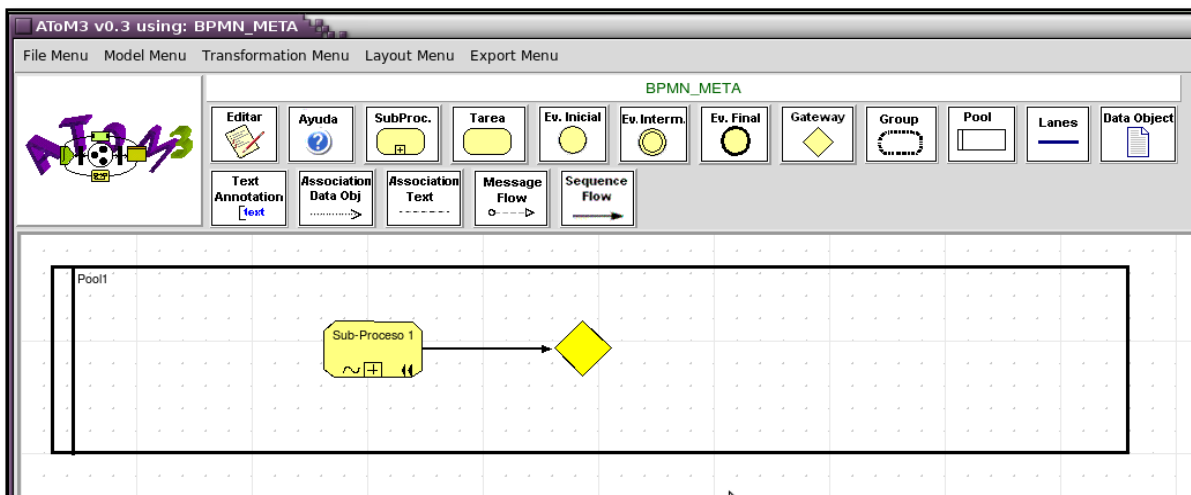 AToM3 v0.3 using: BPMN_META
File Menu Model Menu Transformation Menu Layout Menu Export Menu
BPMN_META
ATOM3
Editar
Ayuda
SubProc.
Tarea
Ev. Inicial
Ev. Interm.
Ev. Final
Gateway
Group
Pool
Lanes
Data Object
Text
Annotation
[text
Association
Data Obj
Association
Text
Message
Flow
Sequence
Flow
Pool1
Sub-Proceso 1